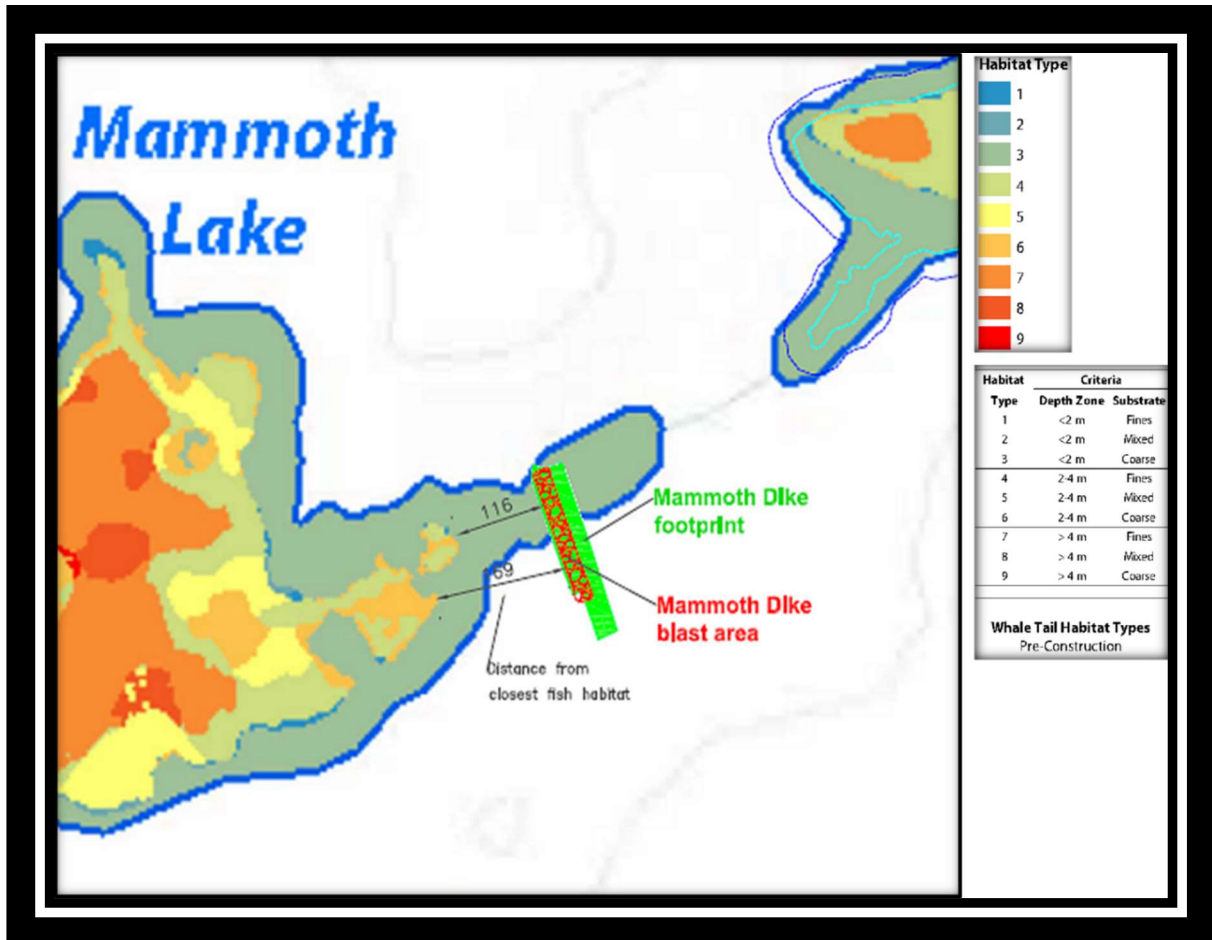 Mammoth
Lake
116
169
Mammoth Dike
footprint
Mammoth Dike
blast area
Distance from
closest fish habitat
Habitat Type
1
2
3
4
5
6
7
8
9
Habitat Criteria
Type Depth Zone Substrate
1 <2 m Fines
2 <2 m Mixed
3 <2 m Coarse
4 2-4 m Fines
5 2-4 m Mixed
6 2-4 m Coarse
7 > 4 m Fines
8 > 4 m Mixed
9 > 4 m Coarse
Whale Tail Habitat Types
Pre-Construction